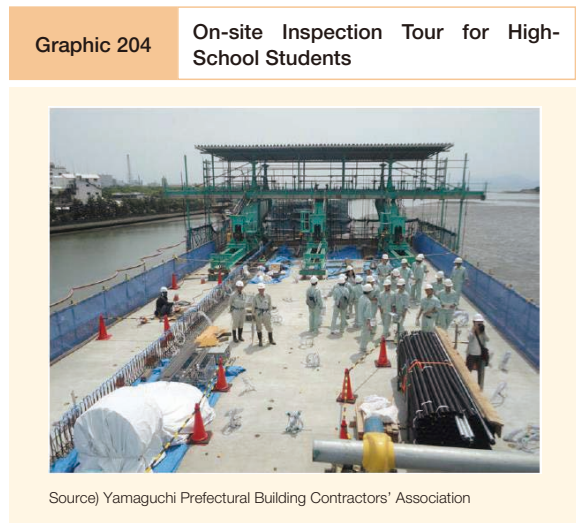 Graphic 204
On-site Inspection Tour for High-
School Students
Source) Yamaguchi Prefectural Building Contractors' Association